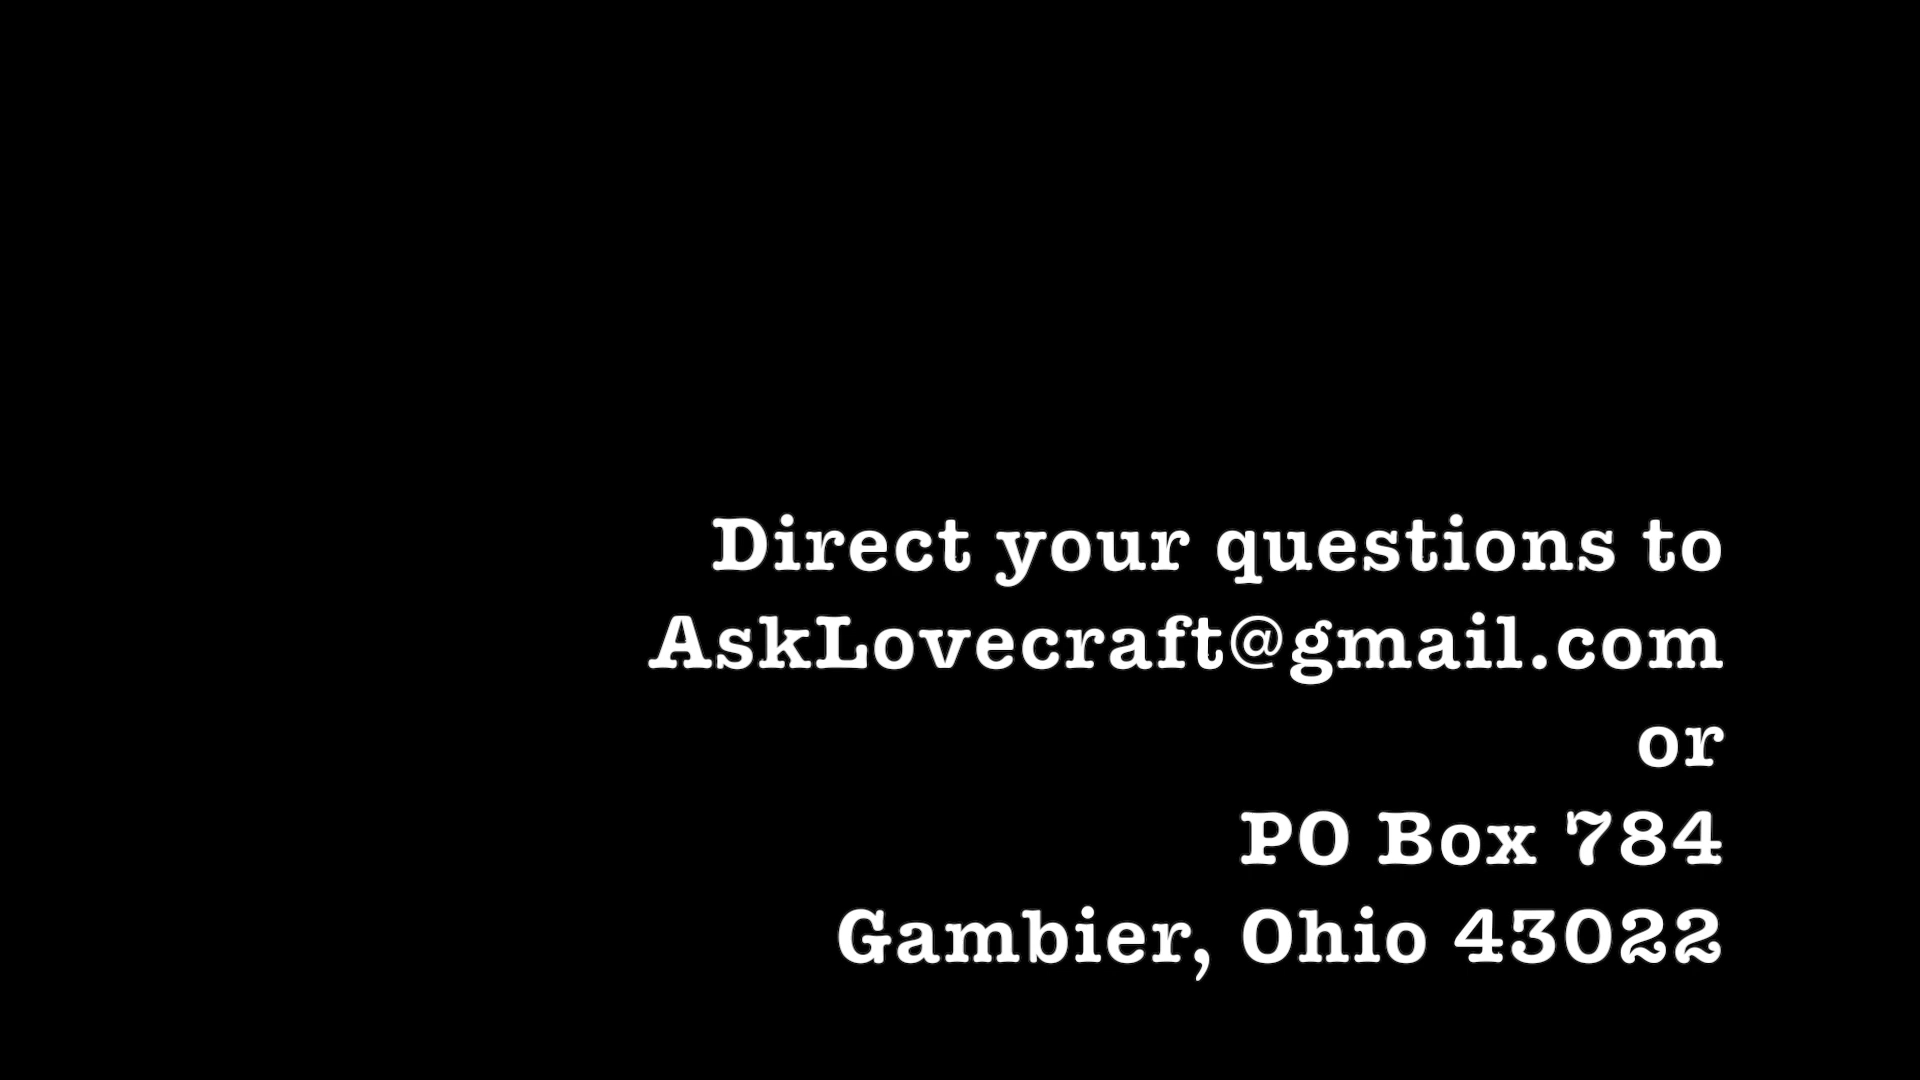 Direct your questions to
AskLovecraft@gmail.com
or
PO Box 784
Gambier, Ohio 43022